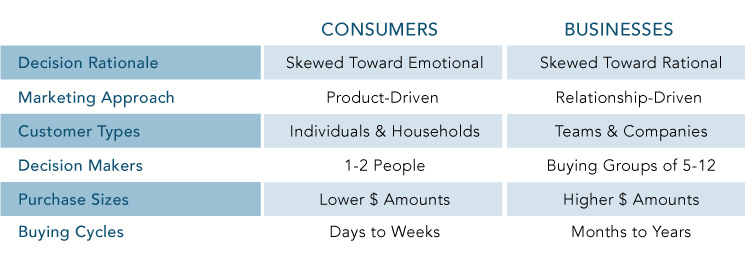 CONSUMERS BUSINESSES
Decision Rationale Skewed Toward Emotional Skewed Toward Rational
Marketing Approach Product-Driven Relationship-Driven
Customer Types Individuals & Households Teams & Companies
Decision Makers 1-2 People Buying Groups of 5-12
Purchase Sizes Lower $ Amounts Higher $ Amounts
Buying Cycles Days to Weeks Months to Years